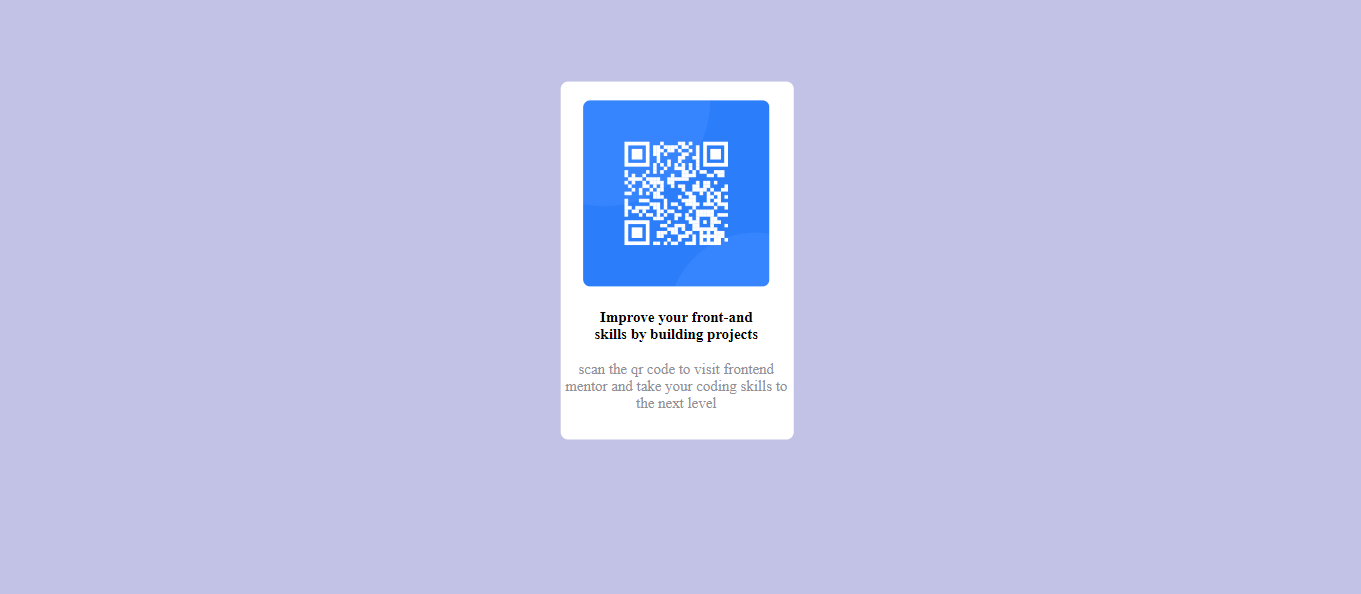 Improve your front-and
skills by building projects
scan the qr code to visit frontend
mentor and take your coding skills to
the next level